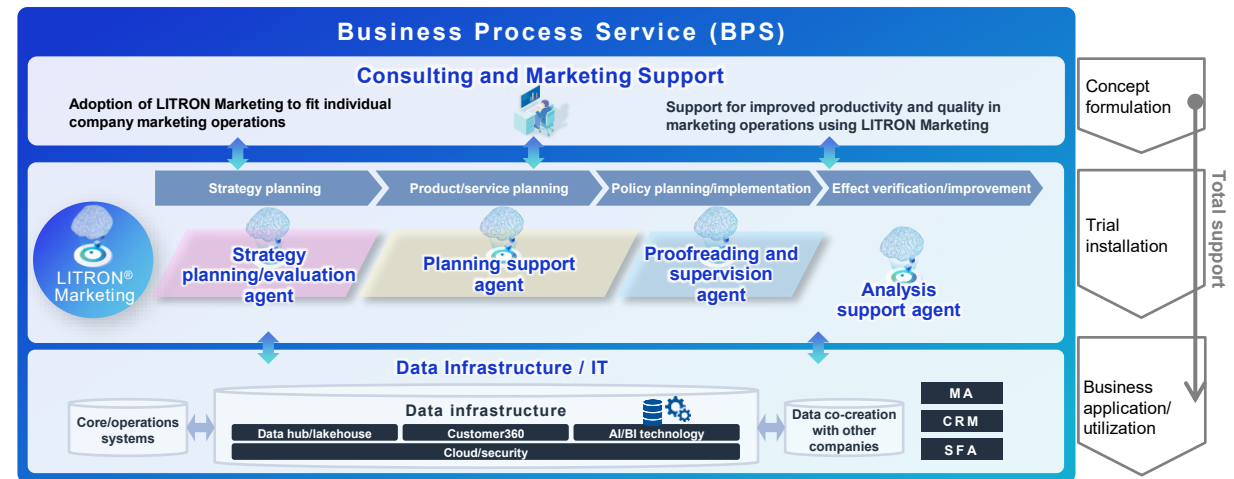 Business Process Service (BPS)
Consulting and Marketing Support
Adoption of LITRON Marketing to fit individual
company marketing operations
Support for improved productivity and quality in
marketing operations using LITRON Marketing
Strategy planning
Product/service planning
Policy planning/implementation
Effect verification/improvement
LITRON®
Marketing
Strategy
planning/evaluation
agent
Planning support
agent
Proofreading and
supervision
agent
Analysis
support agent
Data Infrastructure / IT
Core/operations
systems
Data infrastructure
Data hub/lakehouse
Customer360
AI/BI technology
Cloud/security
Data co-creation
with other
companies
MA
CRM
SFA
Concept
formulation
Trial
installation
Business
application/
utilization
Total support